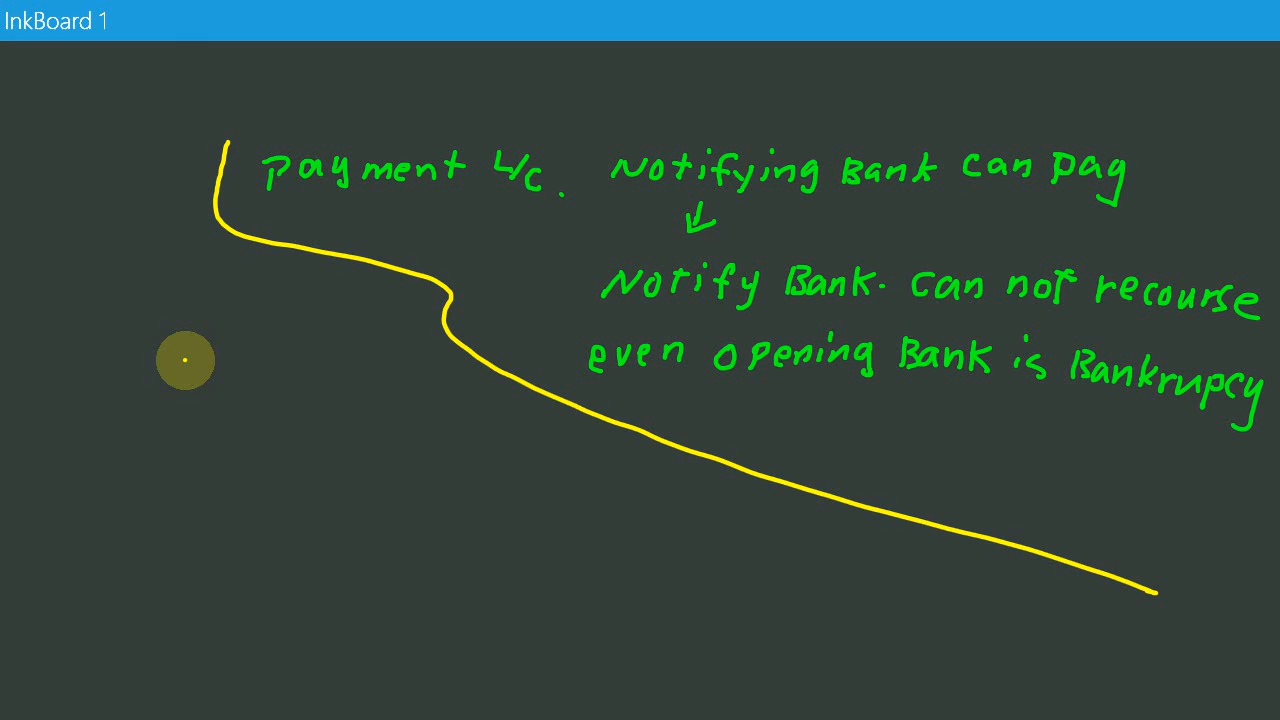 InkBoard 1
Payment L/C. Notifying Bank can pay
↓
Notify Bank. can not recourse
even opening Bank is Bankrupcy